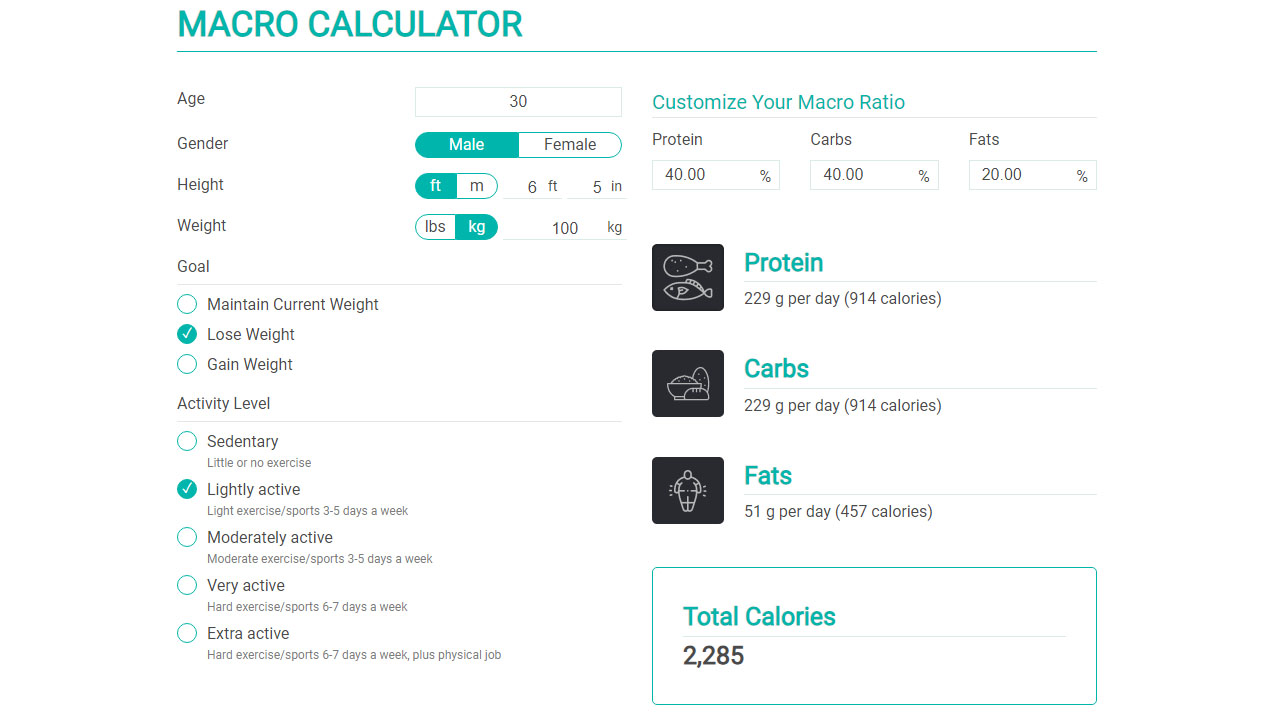 MACRO CALCULATOR
Age 30
Gender Male Female
Height ft m 6 ft 5 in
Weight lbs kg 100 kg
Goal
Maintain Current Weight
Lose Weight
Gain Weight
Activity Level
Sedentary
Little or no exercise
Lightly active
Light exercise/sports 3-5 days a week
Moderately active
Moderate exercise/sports 3-5 days a week
Very active
Hard exercise/sports 6-7 days a week
Extra active
Hard exercise/sports 6-7 days a week, plus physical job
Customize Your Macro Ratio
Protein Carbs Fats
40.00 % 40.00 % 20.00 %
Protein
229 g per day (914 calories)
Carbs
229 g per day (914 calories)
Fats
51 g per day (457 calories)
Total Calories
2,285